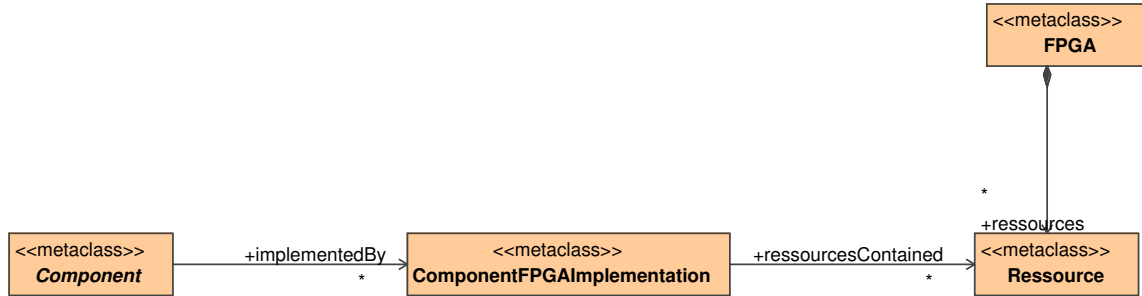 <<metaclass>>
FPGA
*
+ressources
<<metaclass>>
Component
+implementedBy
*
<<metaclass>>
ComponentFPGAImplementation
+ressourcesContained
*
<<metaclass>>
Ressource